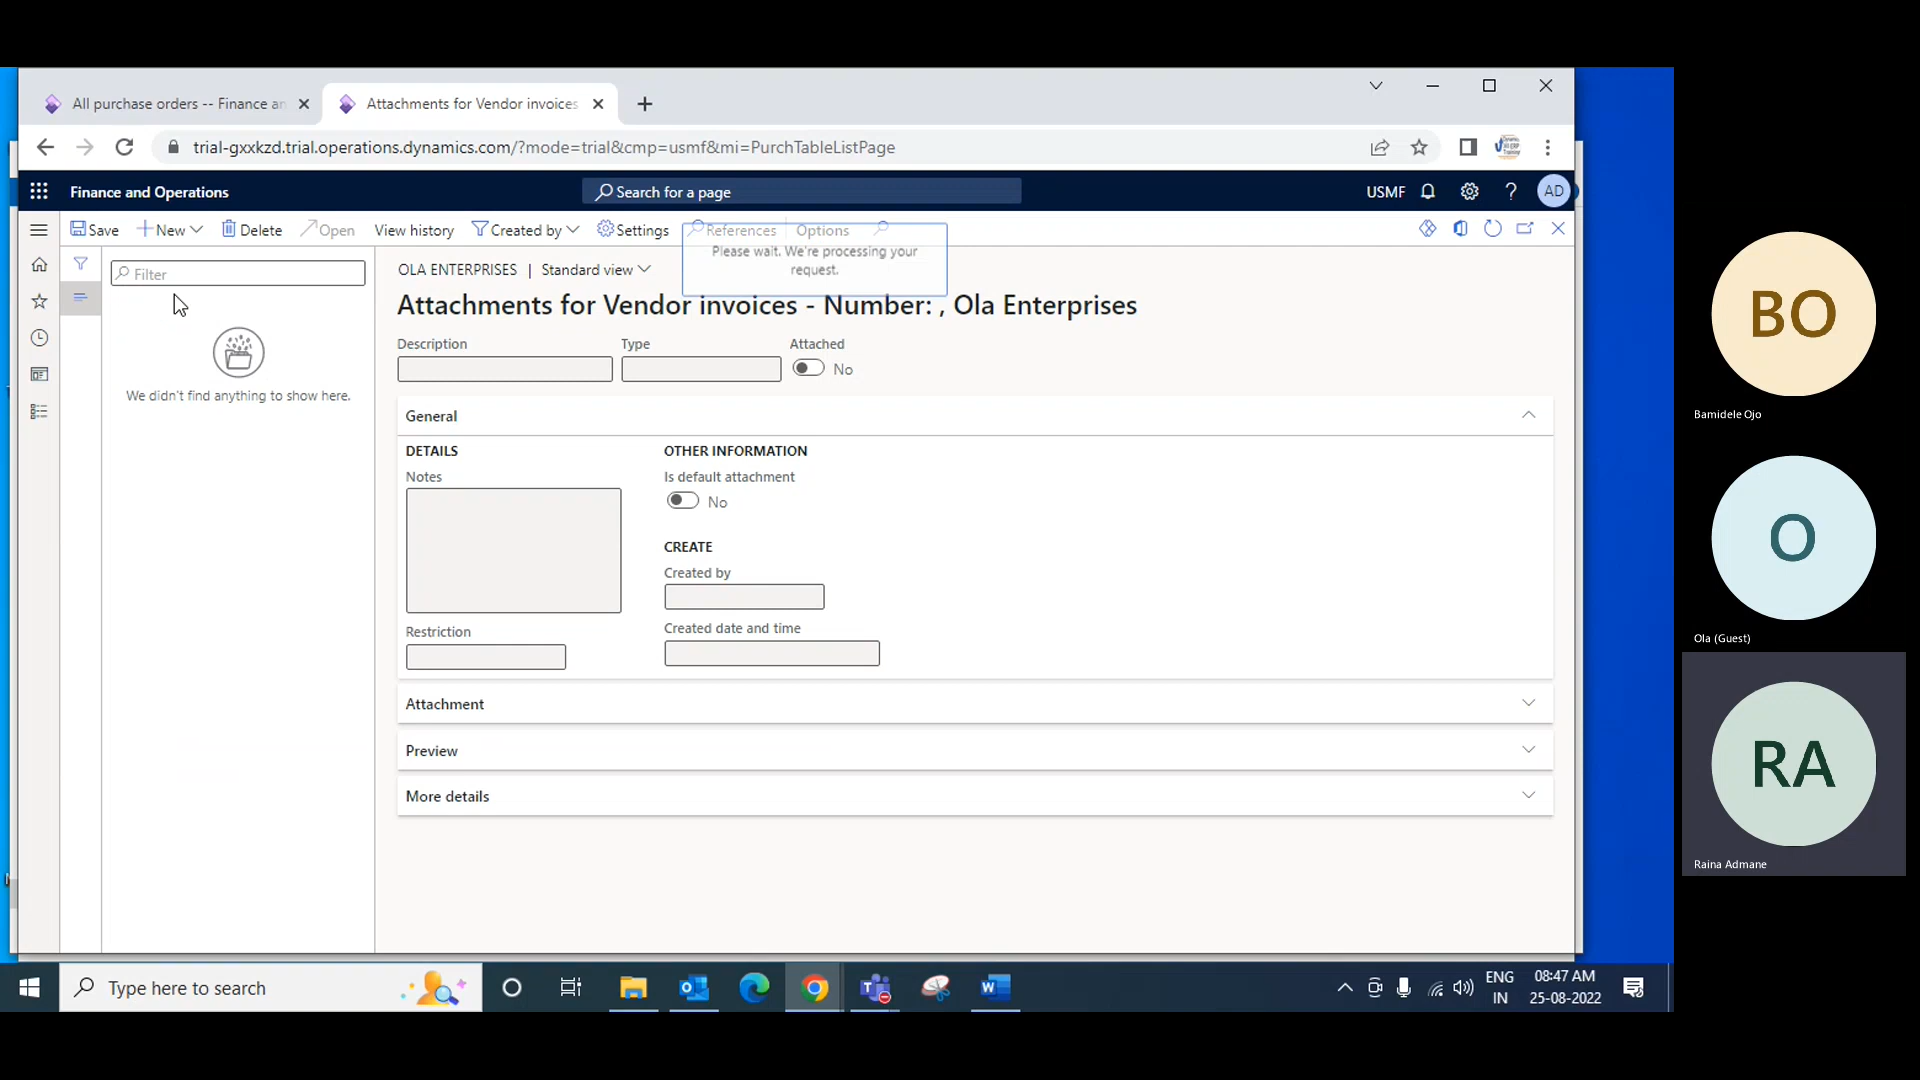 All purchase orders -- Finance an
Attachments for Vendor invoices
trial-gxxkzd.trial.operations.dynamics.com/?mode=trial&cmp=usmf&mi=PurchTableListPage
Finance and Operations
Search for a page
USMF
AD
Save
New
Delete
Open
View history
Created by
Settings
References
Options
Please wait. We're processing your
request.
Filter
We didn't find anything to show here.
OLA ENTERPRISES | Standard view
Attachments for Vendor invoices - Number: , Ola Enterprises
Description
Type
Attached
No
General
DETAILS
Notes
Restriction
OTHER INFORMATION
Is default attachment
No
CREATE
Created by
Created date and time
Attachment
Preview
More details
Type here to search
ENG
IN
08:47 AM
25-08-2022
BO
Bamidele Ojo
O
Ola (Guest)
RA
Raina Admane